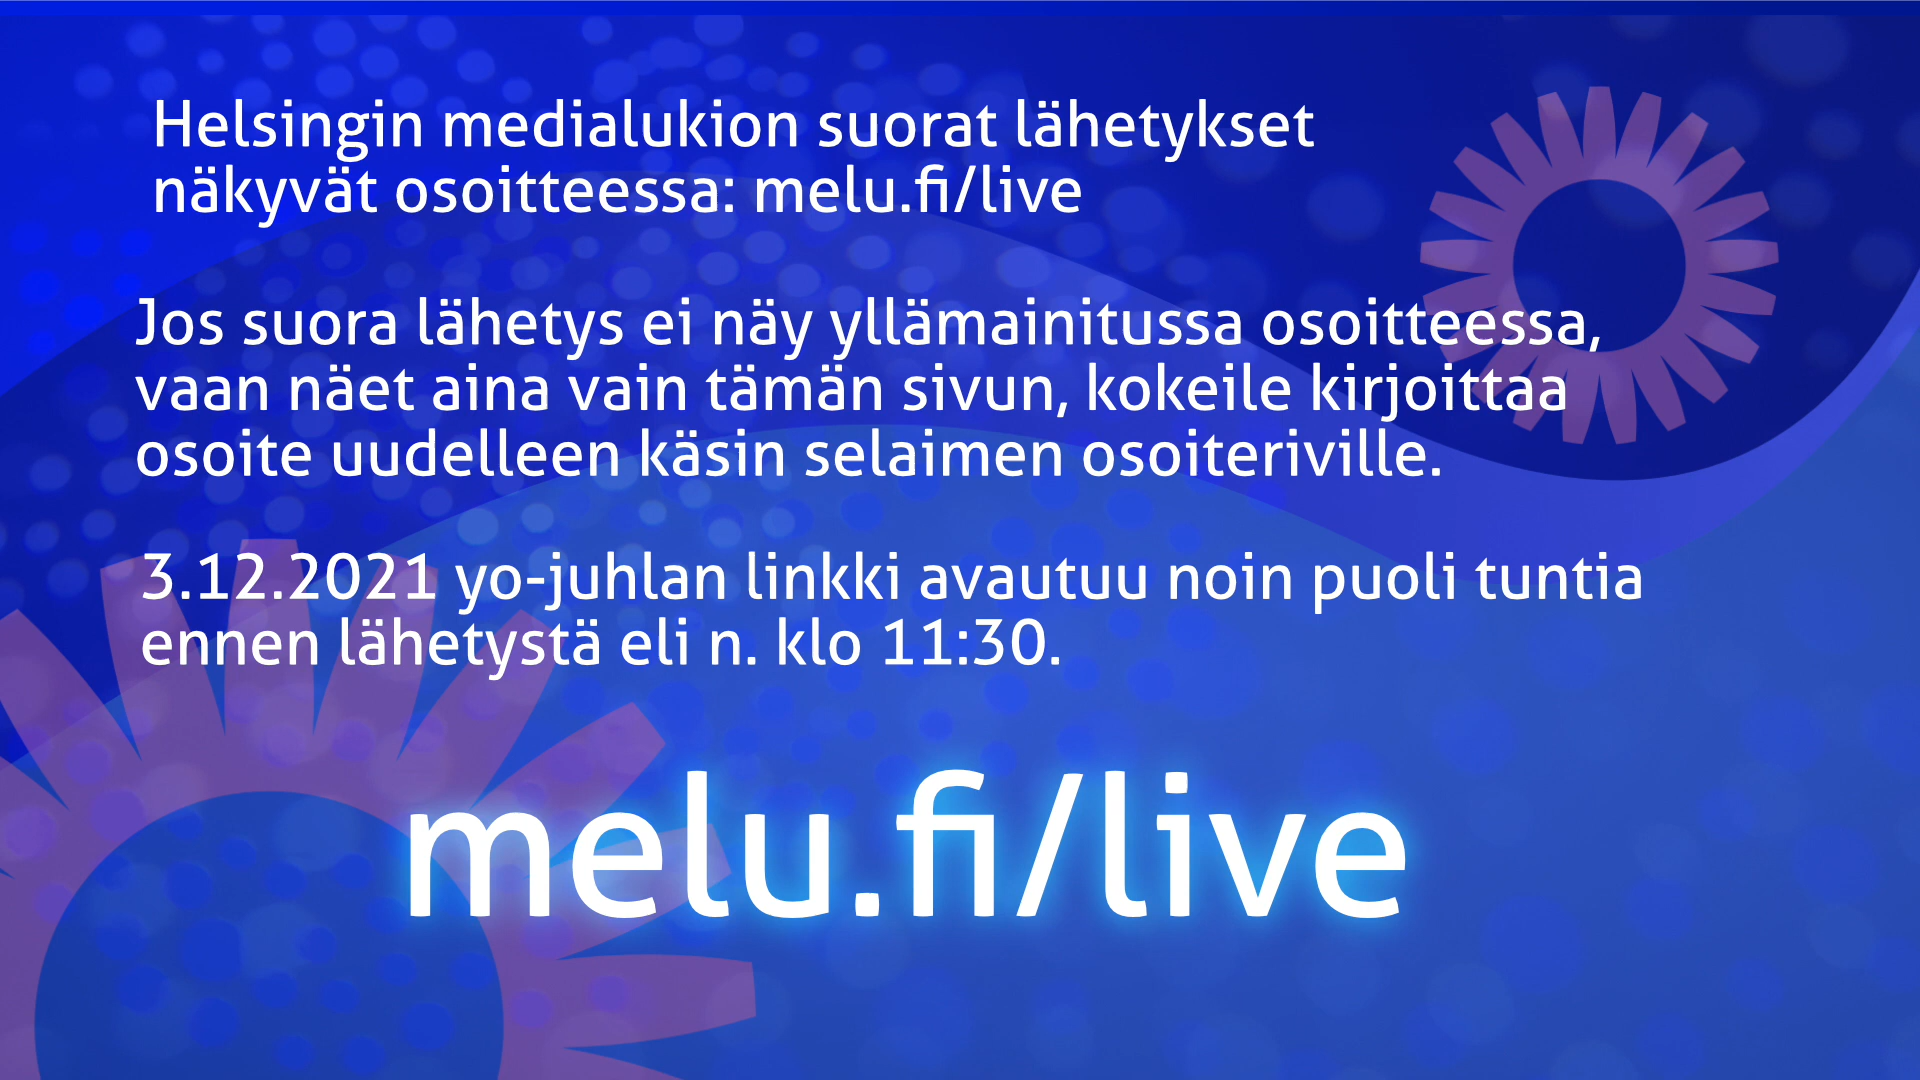 Helsingin medialukion suorat lähetykset
näkyvät osoitteessa: melu.fi/live
Jos suora lähetys ei näy yllämainitussa osoitteessa,
vaan näet aina vain tämän sivun, kokeile kirjoittaa
osoite uudelleen käsin selaimen osoiteriville.
3.12.2021 yo-juhlan linkki avautuu noin puoli tuntia
ennen lähetystä eli n. klo 11:30.
melu.fi/live